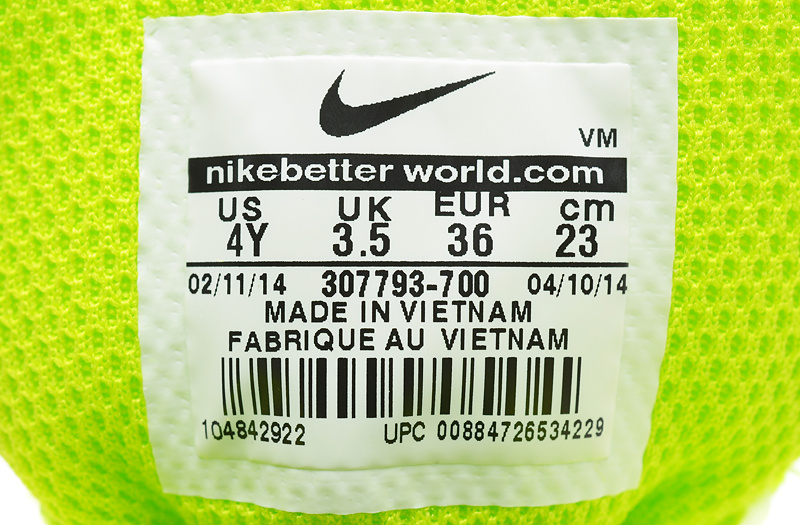 VM
nikebetter world.com
US UK EUR cm
4Y 3.5 36 23
02/11/14 307793-700 04/10/14
MADE IN VIETNAM
FABRIQUE AU VIETNAM
104842922 UPC 00884726534229